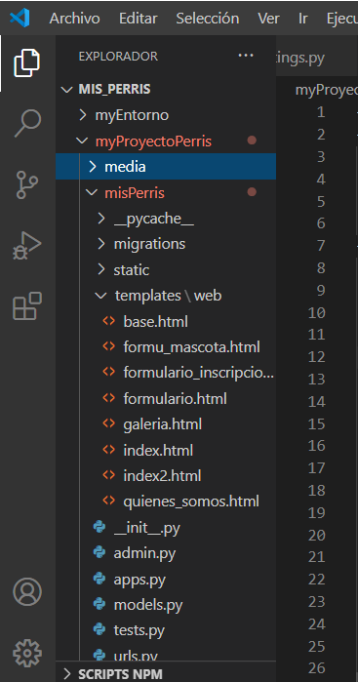 Archivo Editar Selección Ver Ir Ejecu
EXPLORADOR ··· ings.py
MIS_PERRIS myProyec
myEntorno 1
myProyectoPerris 2
media 3
misPerris 4
__pycache__ 5
migrations 6
static 7
templates \ web 8
base.html 9
formu_mascota.html 10
formulario_inscripcio... 11
formulario.html 12
galeria.html 13
index.html 14
index2.html 15
quienes_somos.html 16
__init__.py 17
admin.py 18
apps.py 19
models.py 20
tests.py 21
urls.py 22
23
24
25
SCRIPTS NPM 26